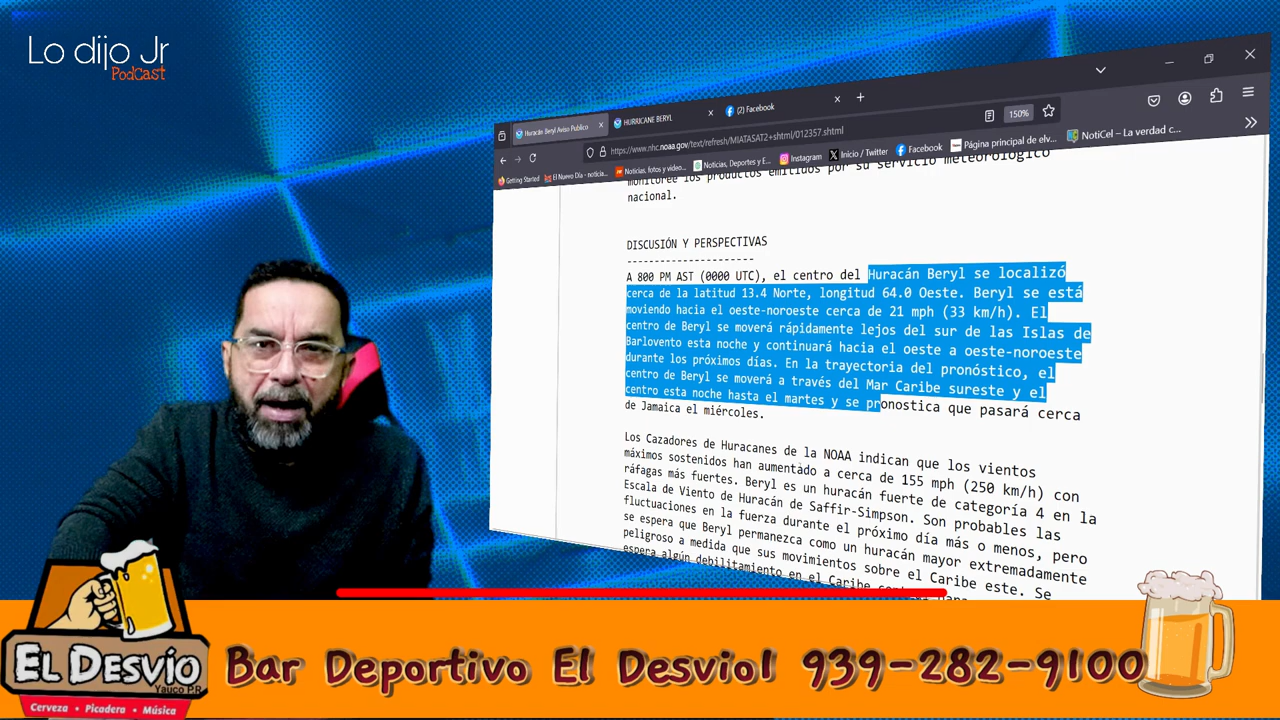 Lo dijo Jr
PodCast
Huracán Beryl Aviso Publico
HURRICANE BERYL
(2) Facebook
https://www.nhc.noaa.gov/text/refresh/MIATASAT2+shtml/012357.shtml
150%
Getting Started
El Nuevo Día - noticia...
Noticias, fotos y videos...
Noticias, Deportes y E...
Instagram
Inicio / Twitter
Facebook
Página principal de elv...
NotiCel – La verdad c...
monitoree los productos emitidos por su servicio meteorológico
nacional.
DISCUSIÓN Y PERSPECTIVAS
---------------------
A 800 PM AST (0000 UTC), el centro del Huracán Beryl se localizó
cerca de la latitud 13.4 Norte, longitud 64.0 Oeste. Beryl se está
moviendo hacia el oeste-noroeste cerca de 21 mph (33 km/h). El
centro de Beryl se moverá rápidamente lejos del sur de las Islas de
Barlovento esta noche y continuará hacia el oeste a oeste-noroeste
durante los próximos días. En la trayectoria del pronóstico, el
centro de Beryl se moverá a través del Mar Caribe sureste y el
centro esta noche hasta el martes y se pronostica que pasará cerca
de Jamaica el miércoles.
Los Cazadores de Huracanes de la NOAA indican que los vientos
máximos sostenidos han aumentado a cerca de 155 mph (250 km/h) con
ráfagas más fuertes. Beryl es un huracán fuerte de categoría 4 en la
Escala de Viento de Huracán de Saffir-Simpson. Son probables las
fluctuaciones en la fuerza durante el próximo día más o menos, pero
se espera que Beryl permanezca como un huracán mayor extremadamente
peligroso a medida que sus movimientos sobre el Caribe este. Se
espera algún debilitamiento en el Caribe
EL DESVÍO
Yauco P.R
Cerveza • Picadera • Música
Bar Deportivo El Desvio! 939-282-9100